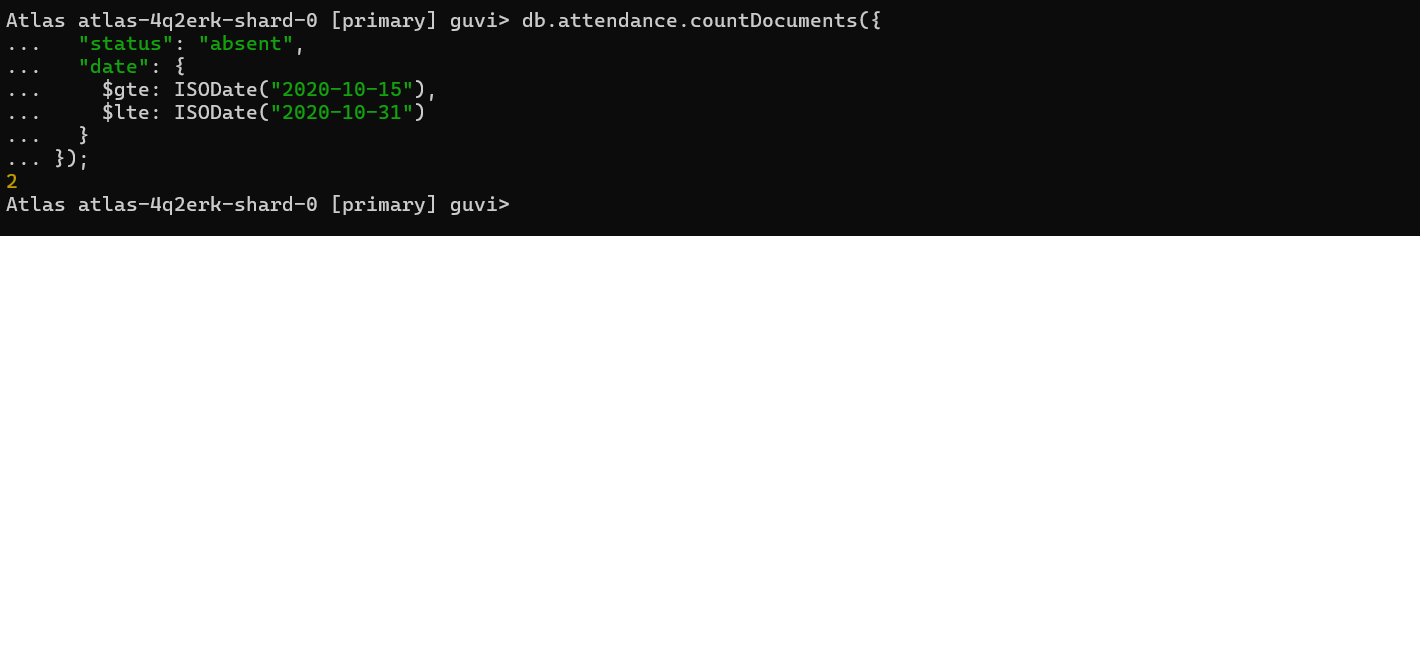 Atlas atlas-4q2erk-shard-0 [primary] guvi> db.attendance.countDocuments({
...   "status": "absent",
...   "date": {
...     $gte: ISODate("2020-10-15"),
...     $lte: ISODate("2020-10-31")
...   }
... });
2
Atlas atlas-4q2erk-shard-0 [primary] guvi>